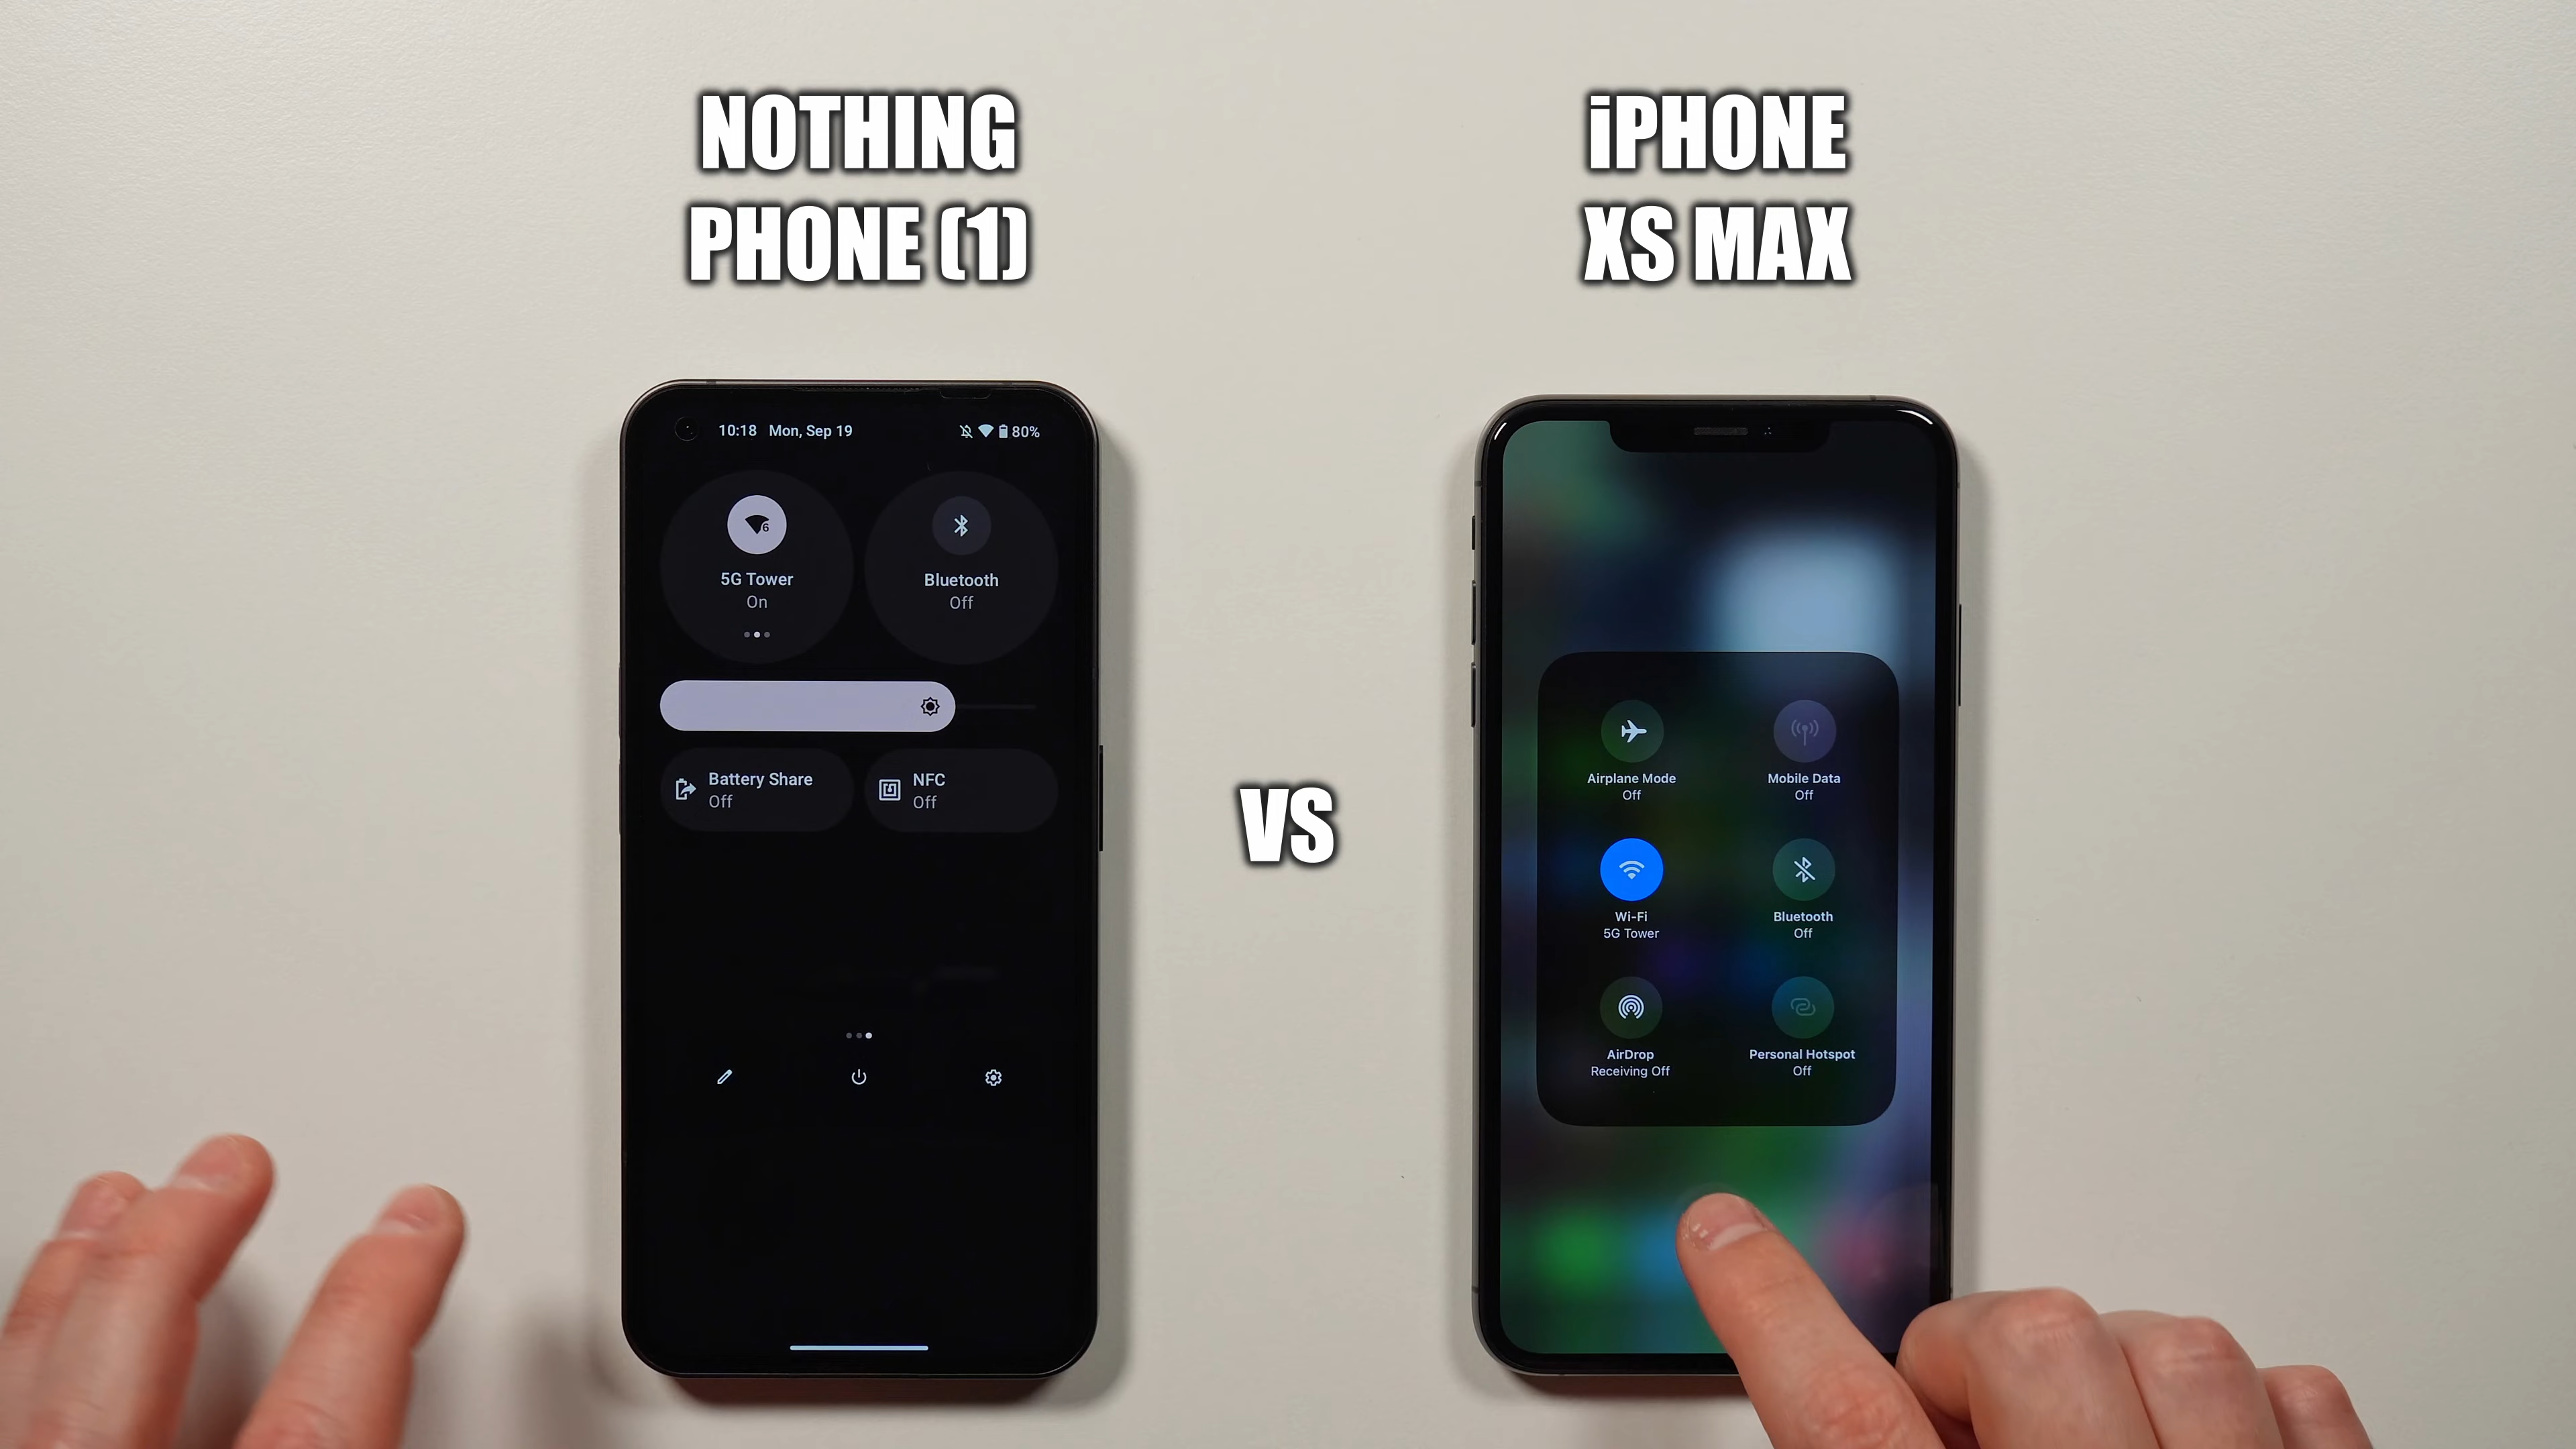 NOTHING
PHONE (1)
iPHONE
XS MAX
VS
10:18 Mon, Sep 19
80%
6
5G Tower
On
Bluetooth
Off
Battery Share
Off
NFC
Off
Airplane Mode
Off
Mobile Data
Off
Wi-Fi
5G Tower
Bluetooth
Off
AirDrop
Receiving Off
Personal Hotspot
Off